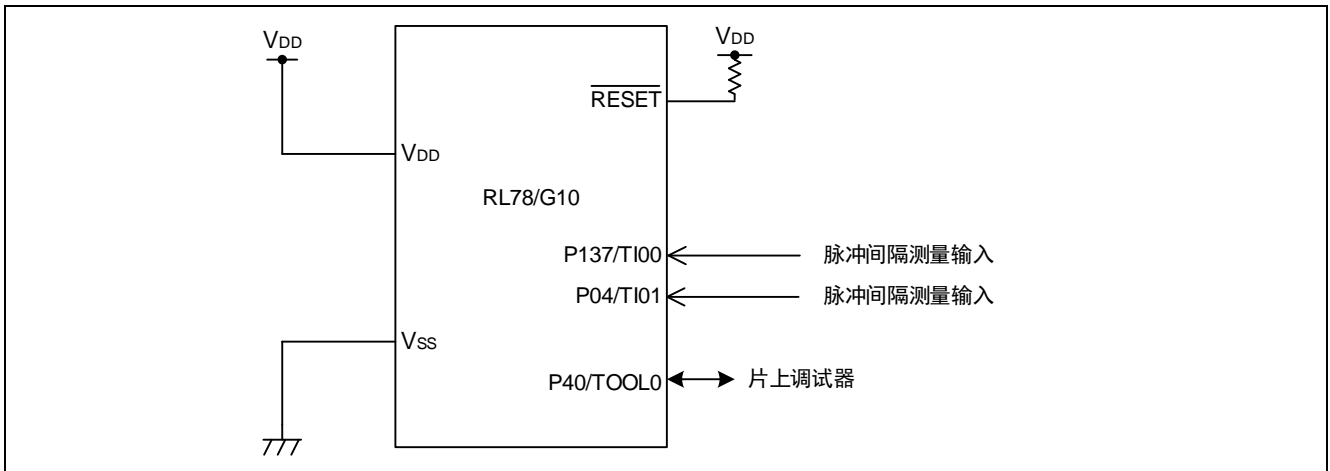 VDD
VDD
RESET
VDD
RL78/G10
P137/TI00 脉冲间隔测量输入
P04/TI01 脉冲间隔测量输入
VSS
P40/TOOL0 片上调试器